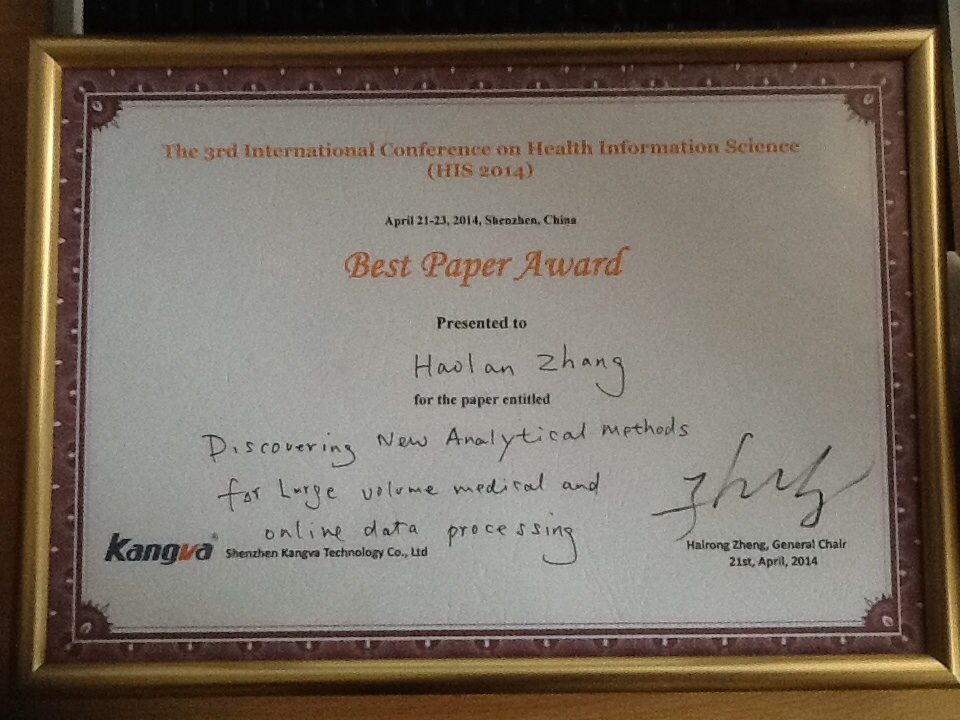 The 3rd International Conference on Health Information Science
(HIS 2014)
April 21-23, 2014, Shenzhen, China
Best Paper Award
Presented to
Haolan Zhang
for the paper entitled
Discovering New Analytical methods
for Large volume medical and
online data processing
Kangva® Shenzhen Kangva Technology Co., Ltd
Hairong Zheng, General Chair
21st, April, 2014